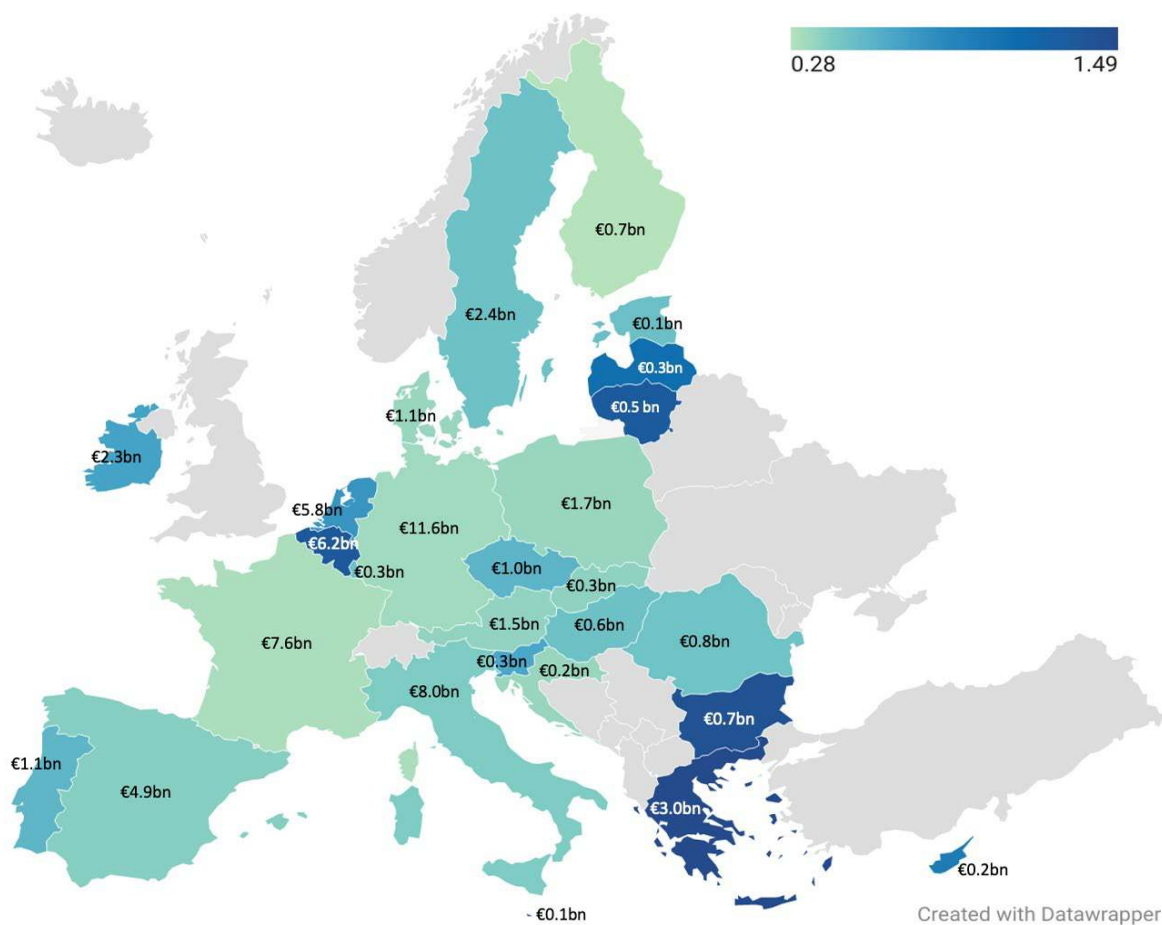 0.28 1.49
€0.7bn
€2.4bn
€0.1bn
€0.3bn
€0.5 bn
€1.1bn
€2.3bn
€5.8bn
€1.7bn
€11.6bn
€6.2bn
€0.3bn
€1.0bn
€0.3bn
€1.5bn
€0.6bn
€7.6bn
€0.8bn
€0.3bn
€0.2bn
€8.0bn
€0.7bn
€1.1bn
€4.9bn
€3.0bn
€0.2bn
€0.1bn
Created with Datawrapper